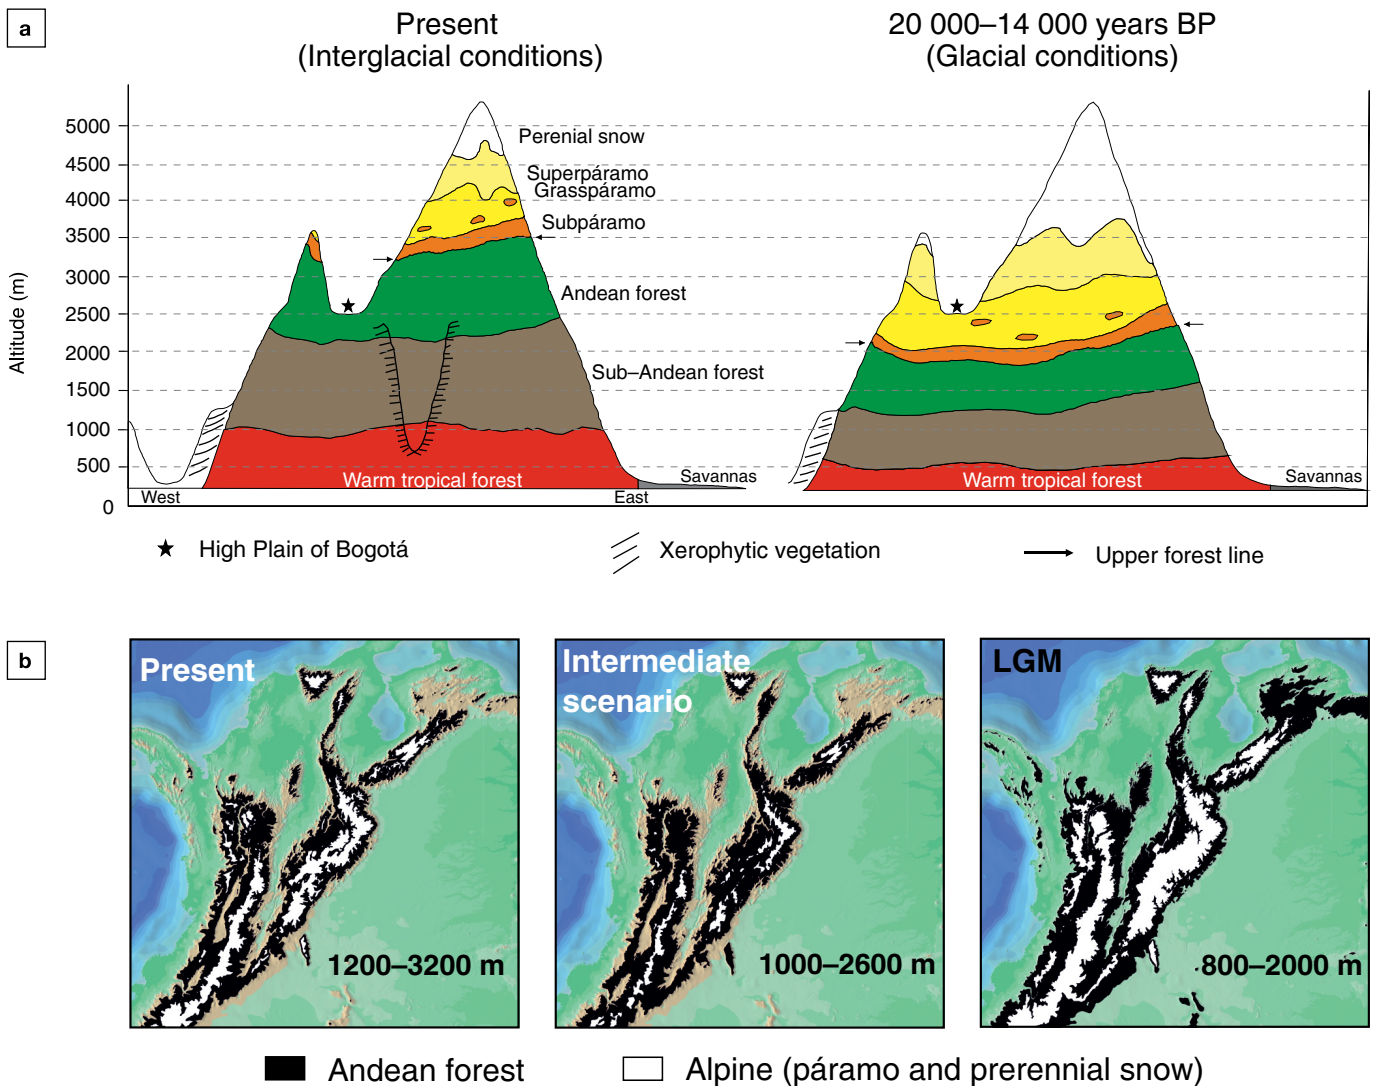 a
Present
(Interglacial conditions)
20 000–14 000 years BP
(Glacial conditions)
Altitude (m)
5000
4500
4000
3500
3000
2500
2000
1500
1000
500
0
Perenial snow
Superpáramo
Grasspáramo
Subpáramo
Andean forest
Sub–Andean forest
Warm tropical forest
Savannas
West
East
Warm tropical forest
Savannas
High Plain of Bogotá
Xerophytic vegetation
Upper forest line
b
Present
1200–3200 m
Intermediate
scenario
1000–2600 m
LGM
800–2000 m
Andean forest
Alpine (páramo and prerennial snow)